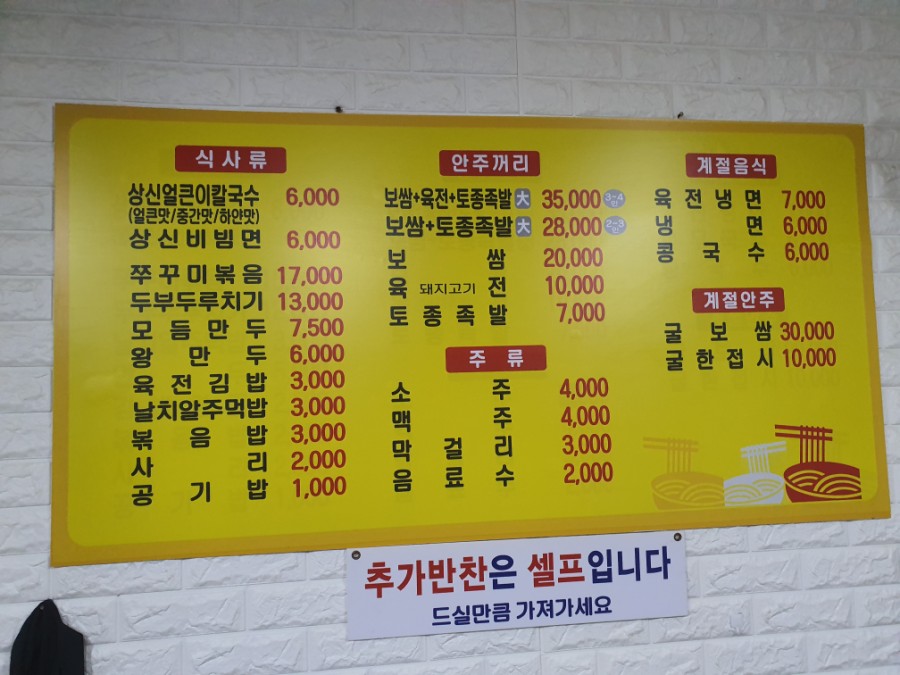 식사류
상신얼큰이칼국수 6,000
(얼큰맛/중간맛/하얀맛)
상신비빔면 6,000
쭈꾸미볶음 17,000
두부두루치기 13,000
모듬만두 7,500
왕만두 6,000
육전김밥 3,000
날치알주먹밥 3,000
볶음밥 3,000
사리 2,000
공기밥 1,000
안주꺼리
보쌈+육전+토종족발 大 35,000 3~4인
보쌈+토종족발 大 28,000 2~3인
보쌈 20,000
육 돼지고기 전 10,000
토종족발 7,000
주류
소주 4,000
맥주 4,000
막걸리 3,000
음료수 2,000
계절음식
육전냉면 7,000
냉면 6,000
콩국수 6,000
계절안주
굴보쌈 30,000
굴한접시 10,000
추가반찬은 셀프입니다
드실만큼 가져가세요